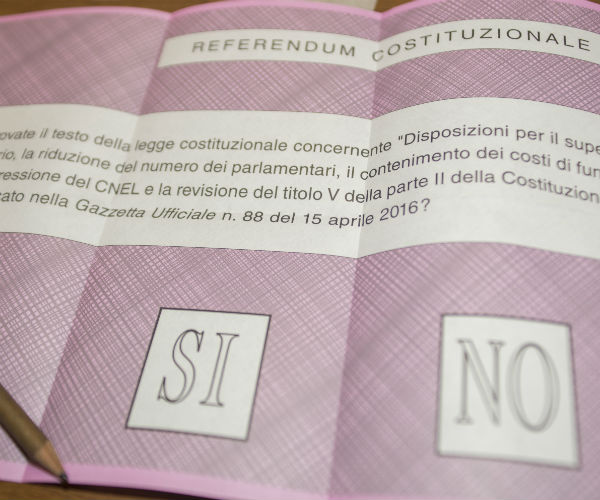 REFERENDUM COSTITUZIONALE
ovate il testo della legge costituzionale concernente "Disposizioni per il supe
rio, la riduzione del numero dei parlamentari, il contenimento dei costi di fun
ressione del CNEL e la revisione del titolo V della parte II della Costituzion
cato nella Gazzetta Ufficiale n. 88 del 15 aprile 2016?
SI NO